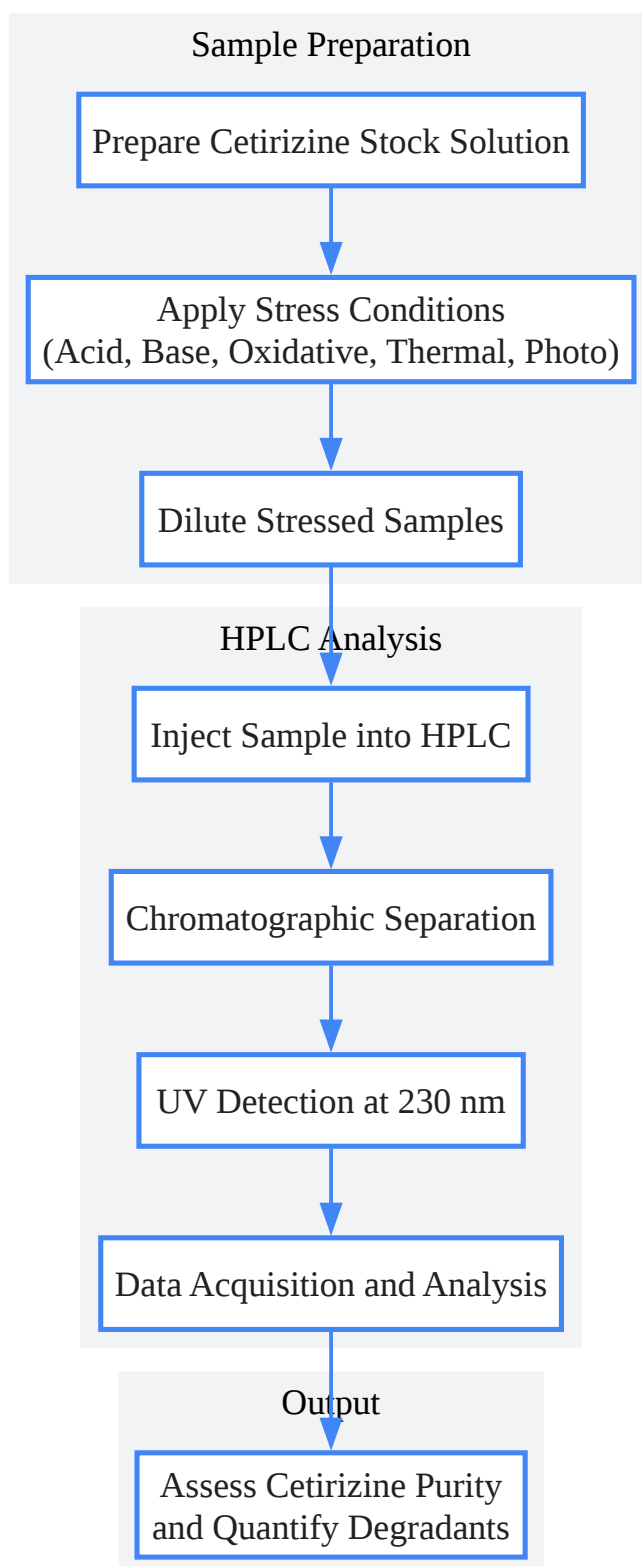 Sample Preparation
Prepare Cetirizine Stock Solution
Apply Stress Conditions
(Acid, Base, Oxidative, Thermal, Photo)
Dilute Stressed Samples
HPLC Analysis
Inject Sample into HPLC
Chromatographic Separation
UV Detection at 230 nm
Data Acquisition and Analysis
Output
Assess Cetirizine Purity
and Quantify Degradants